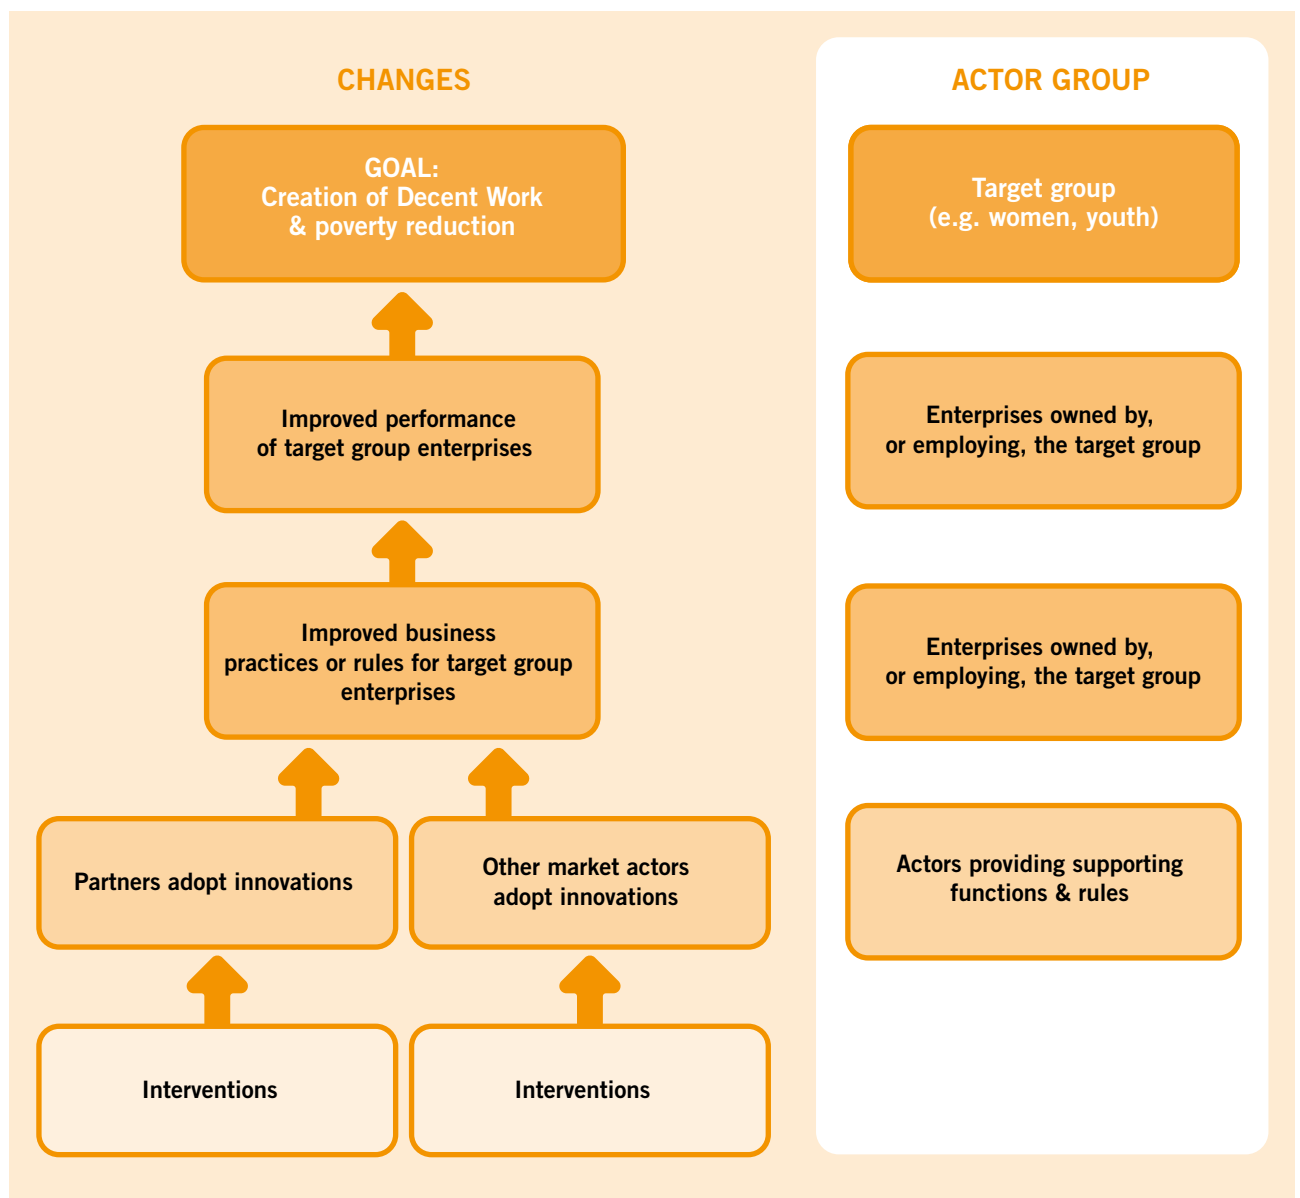 CHANGES
GOAL:
Creation of Decent Work
& poverty reduction
Improved performance
of target group enterprises
Improved business
practices or rules for target group
enterprises
Partners adopt innovations
Other market actors
adopt innovations
Interventions
Interventions
ACTOR GROUP
Target group
(e.g. women, youth)
Enterprises owned by,
or employing, the target group
Enterprises owned by,
or employing, the target group
Actors providing supporting
functions & rules